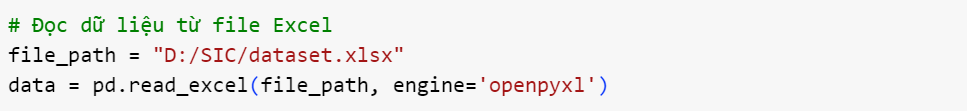 # Đọc dữ liệu từ file Excel
file_path = "D:/SIC/dataset.xlsx"
data = pd.read_excel(file_path, engine='openpyxl')